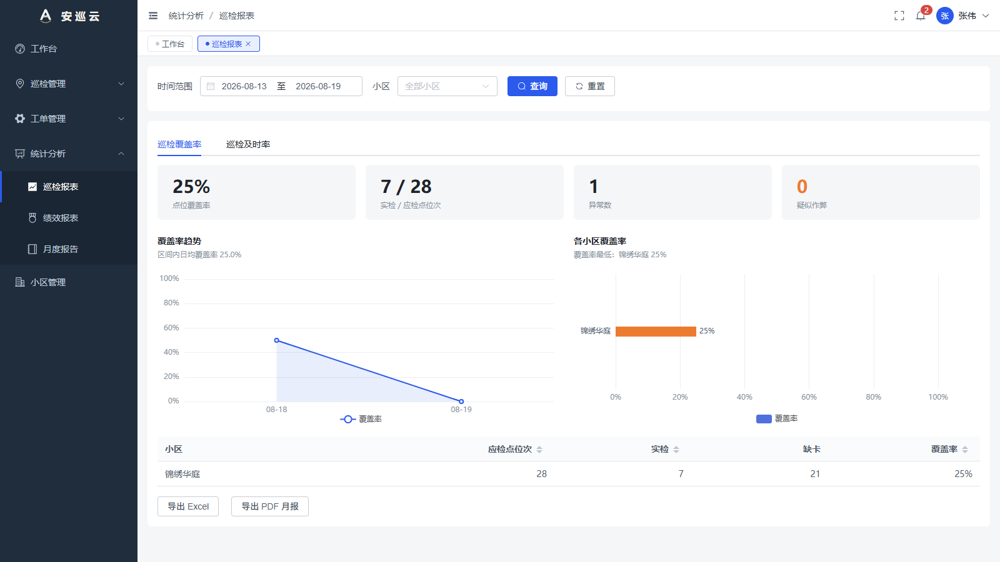 安巡云
工作台
巡检管理
工单管理
统计分析
巡检报表
绩效报表
月度报告
小区管理
统计分析 / 巡检报表
2 张 张伟
工作台 巡检报表
时间范围 2026-08-13 至 2026-08-19 小区 全部小区 查询 重置
巡检覆盖率 巡检及时率
25% 7 / 28 1 0
点位覆盖率 实检 / 应检点位次 异常数 疑似作弊
覆盖率趋势
区间内日均覆盖率 25.0%
100%
80%
60%
40%
20%
0%
08-18 08-19
覆盖率
各小区覆盖率
覆盖率最低：锦绣华庭 25%
锦绣华庭 25%
0% 20% 40% 60% 80% 100%
覆盖率
小区 应检点位次 实检 缺卡 覆盖率
锦绣华庭 28 7 21 25%
导出 Excel 导出 PDF 月报